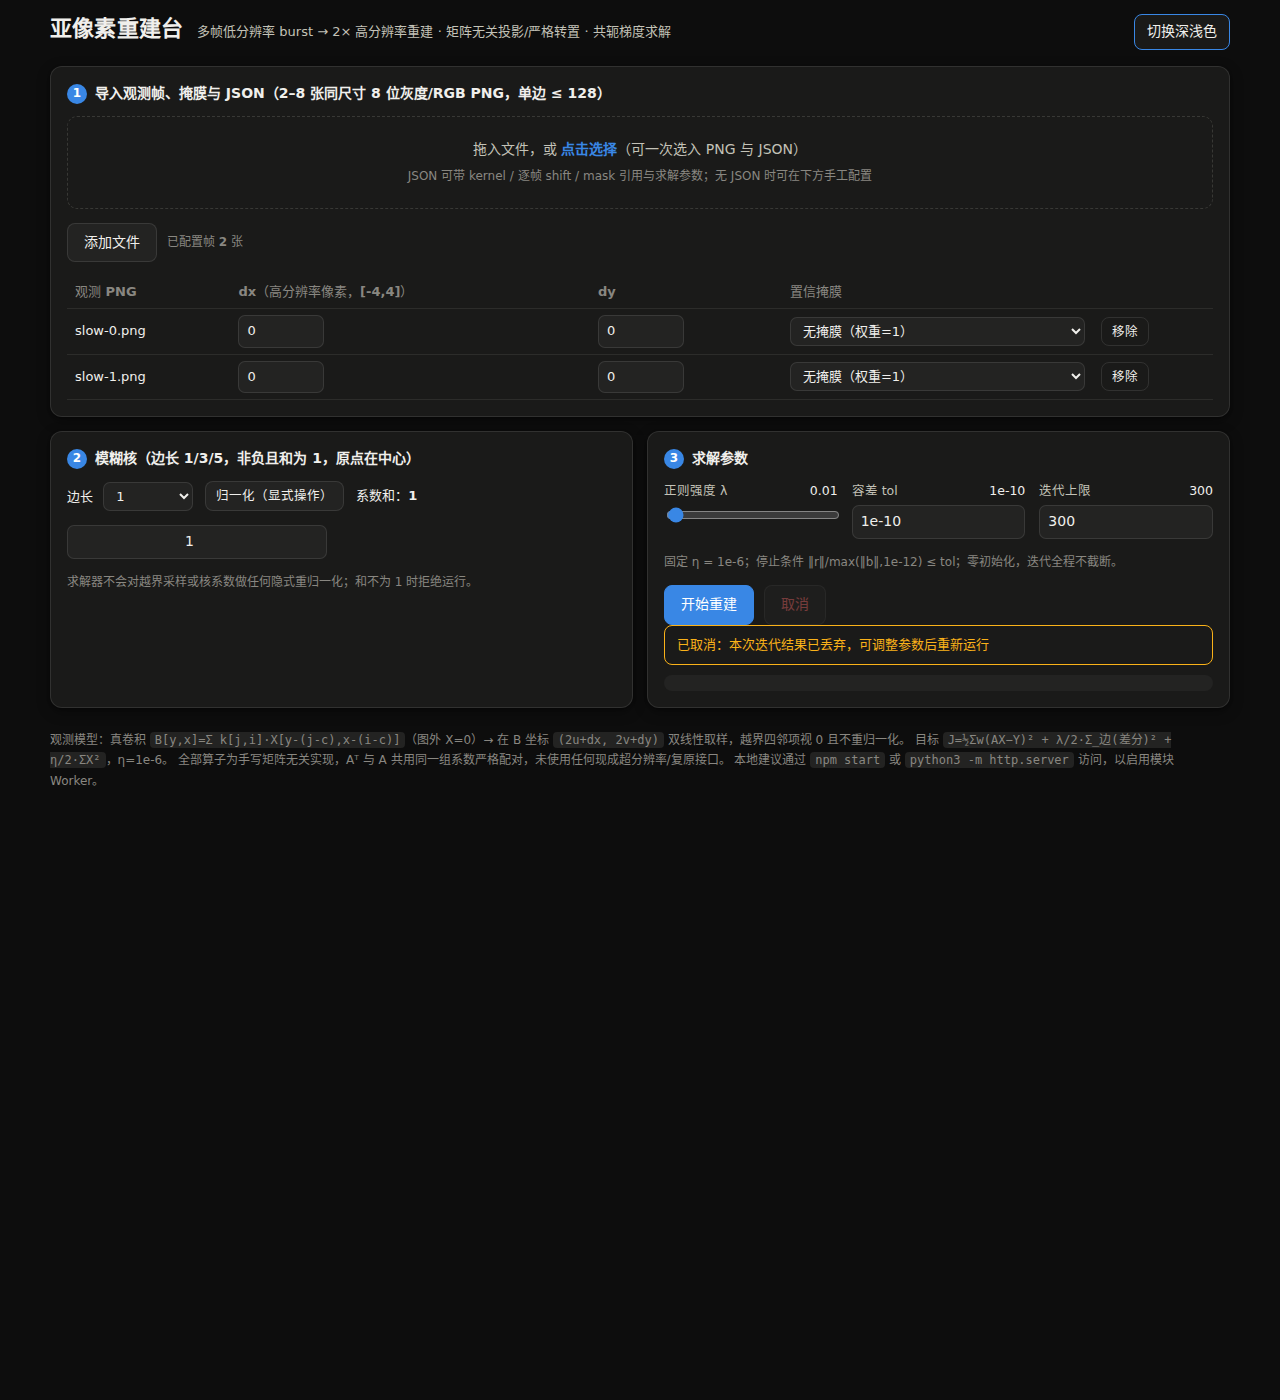 亚像素重建台 多帧低分辨率 burst → 2× 高分辨率重建 · 矩阵无关投影/严格转置 · 共轭梯度求解 切换深浅色
1 导入观测帧、掩膜与 JSON（2–8 张同尺寸 8 位灰度/RGB PNG，单边 ≤ 128）
拖入文件，或 点击选择（可一次选入 PNG 与 JSON）
JSON 可带 kernel / 逐帧 shift / mask 引用与求解参数；无 JSON 时可在下方手工配置
添加文件 已配置帧 2 张
观测 PNG dx（高分辨率像素，[-4,4]） dy 置信掩膜
slow-0.png 0 0 无掩膜（权重=1） 移除
slow-1.png 0 0 无掩膜（权重=1） 移除
2 模糊核（边长 1/3/5，非负且和为 1，原点在中心）
边长 1 归一化（显式操作） 系数和：1
1
求解器不会对越界采样或核系数做任何隐式重归一化；和不为 1 时拒绝运行。
3 求解参数
正则强度 λ 0.01 容差 tol 1e-10 迭代上限 300
1e-10 300
固定 η = 1e-6；停止条件 ‖r‖/max(‖b‖,1e-12) ≤ tol；零初始化，迭代全程不截断。
开始重建 取消
已取消：本次迭代结果已丢弃，可调整参数后重新运行
观测模型：真卷积 B[y,x]=Σ k[j,i]·X[y-(j-c),x-(i-c)]（图外 X=0）→ 在 B 坐标 (2u+dx, 2v+dy) 双线性取样，越界四邻项视 0 且不重归一化。 目标 J=½Σw(AX−Y)² + λ/2·Σ_边(差分)² +
η/2·ΣX²，η=1e-6。 全部算子为手写矩阵无关实现，Aᵀ 与 A 共用同一组系数严格配对，未使用任何现成超分辨率/复原接口。 本地建议通过 npm start 或 python3 -m http.server 访问，以启用模块
Worker。